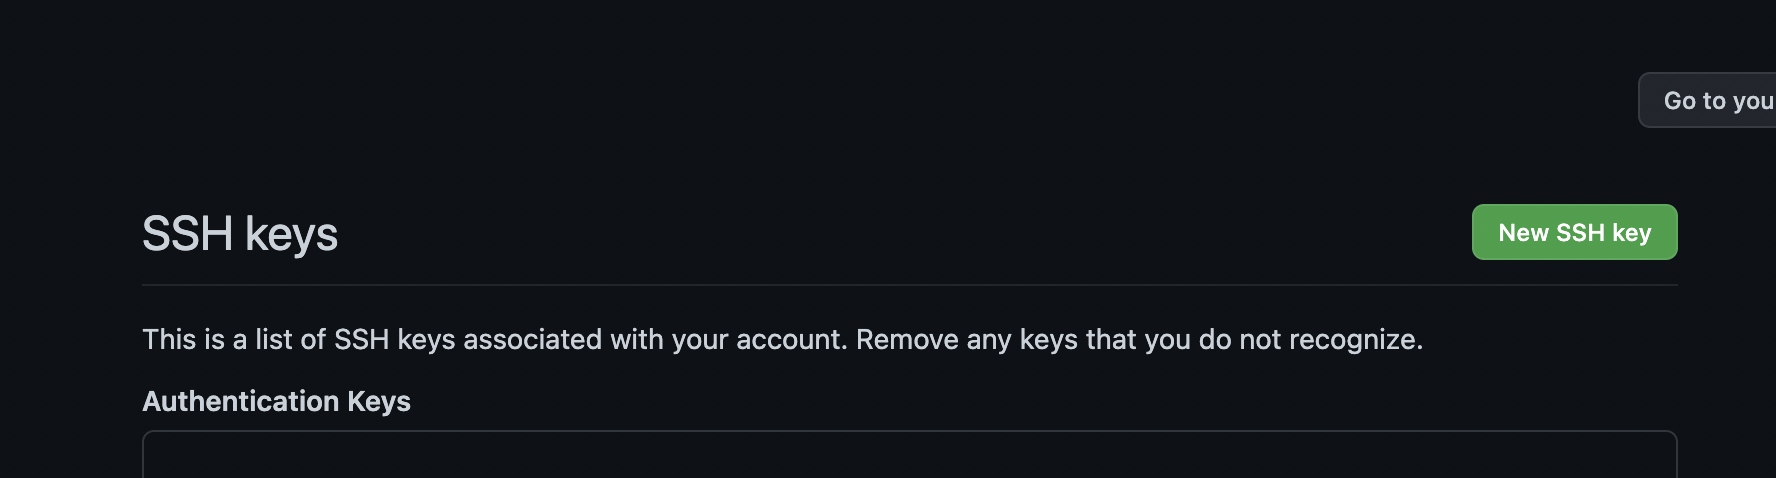 Go to you
SSH keys
New SSH key
This is a list of SSH keys associated with your account. Remove any keys that you do not recognize.
Authentication Keys